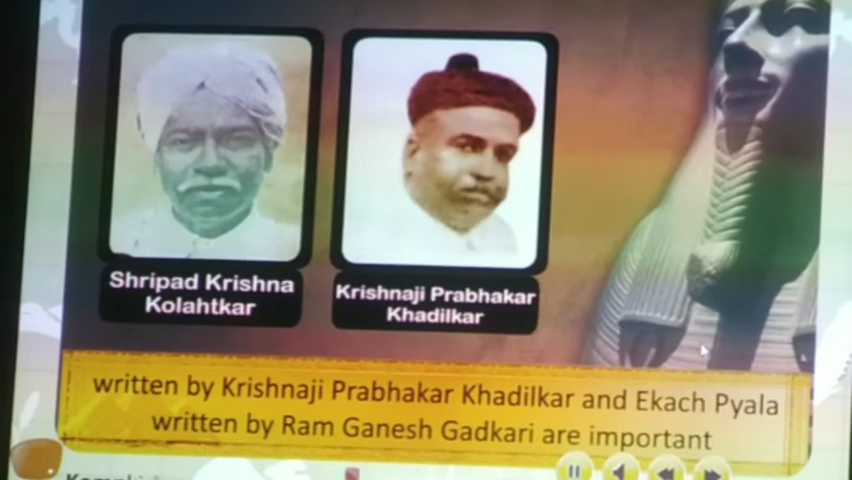 Shripad Krishna
Kolahtkar
Krishnaji Prabhakar
Khadilkar
written by Krishnaji Prabhakar Khadilkar and Ekach Pyala
written by Ram Ganesh Gadkari are important